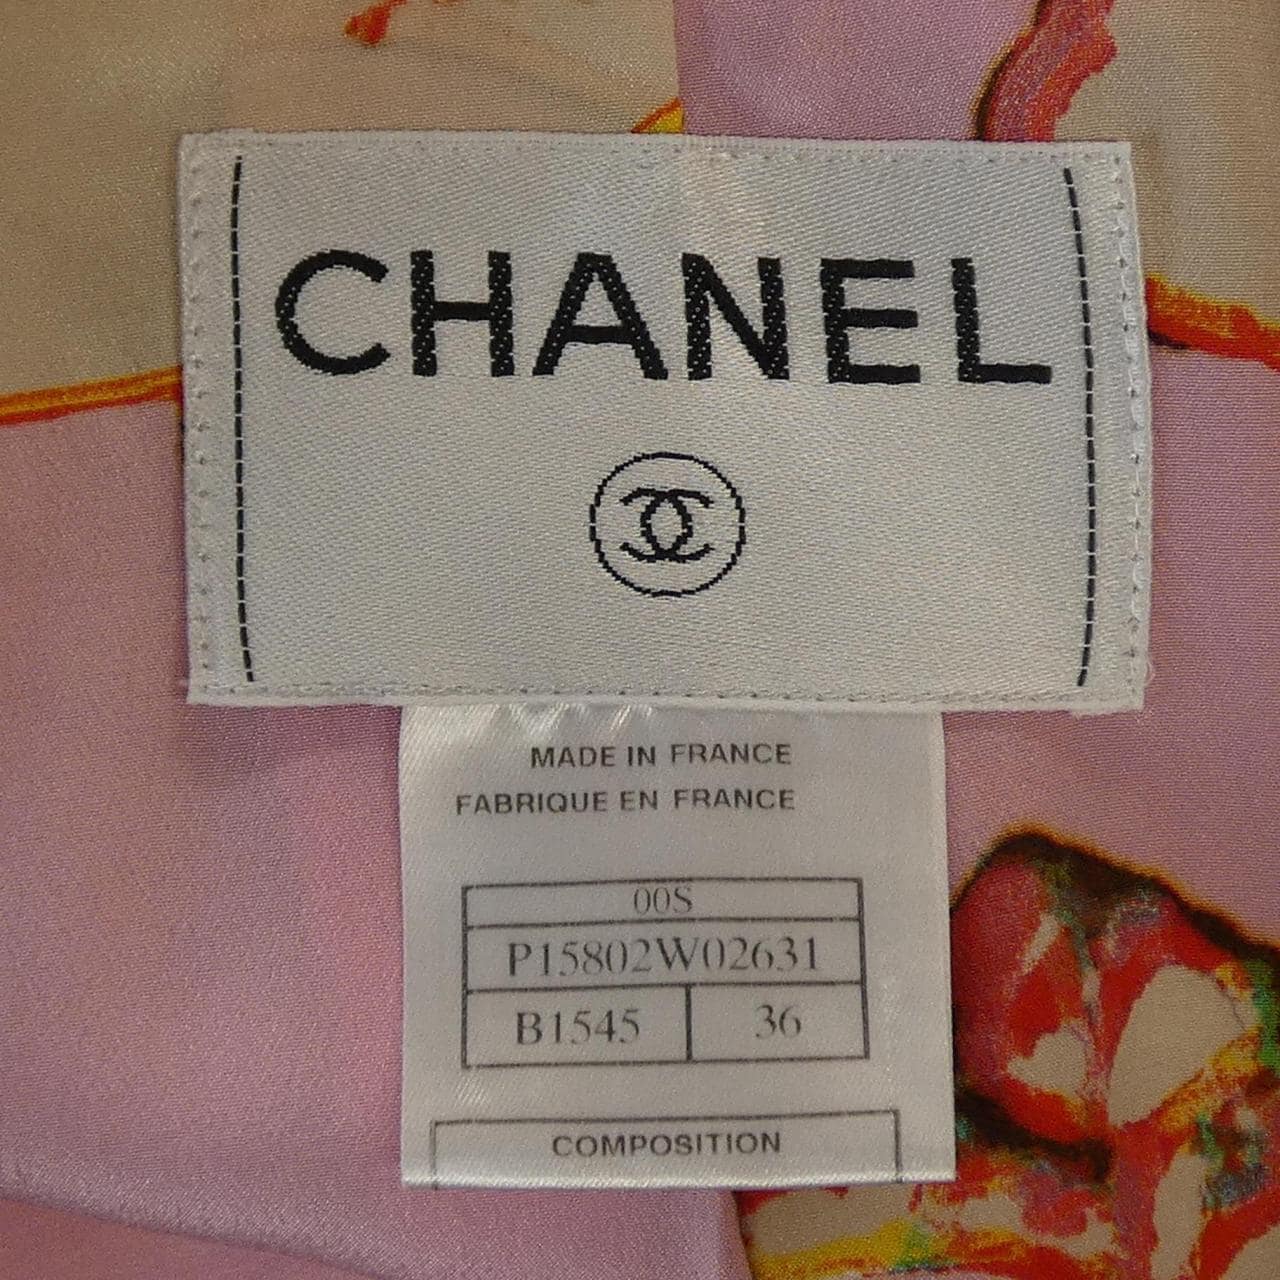 CHANEL
MADE IN FRANCE
FABRIQUE EN FRANCE
00S
P15802W02631
B1545 36
COMPOSITION